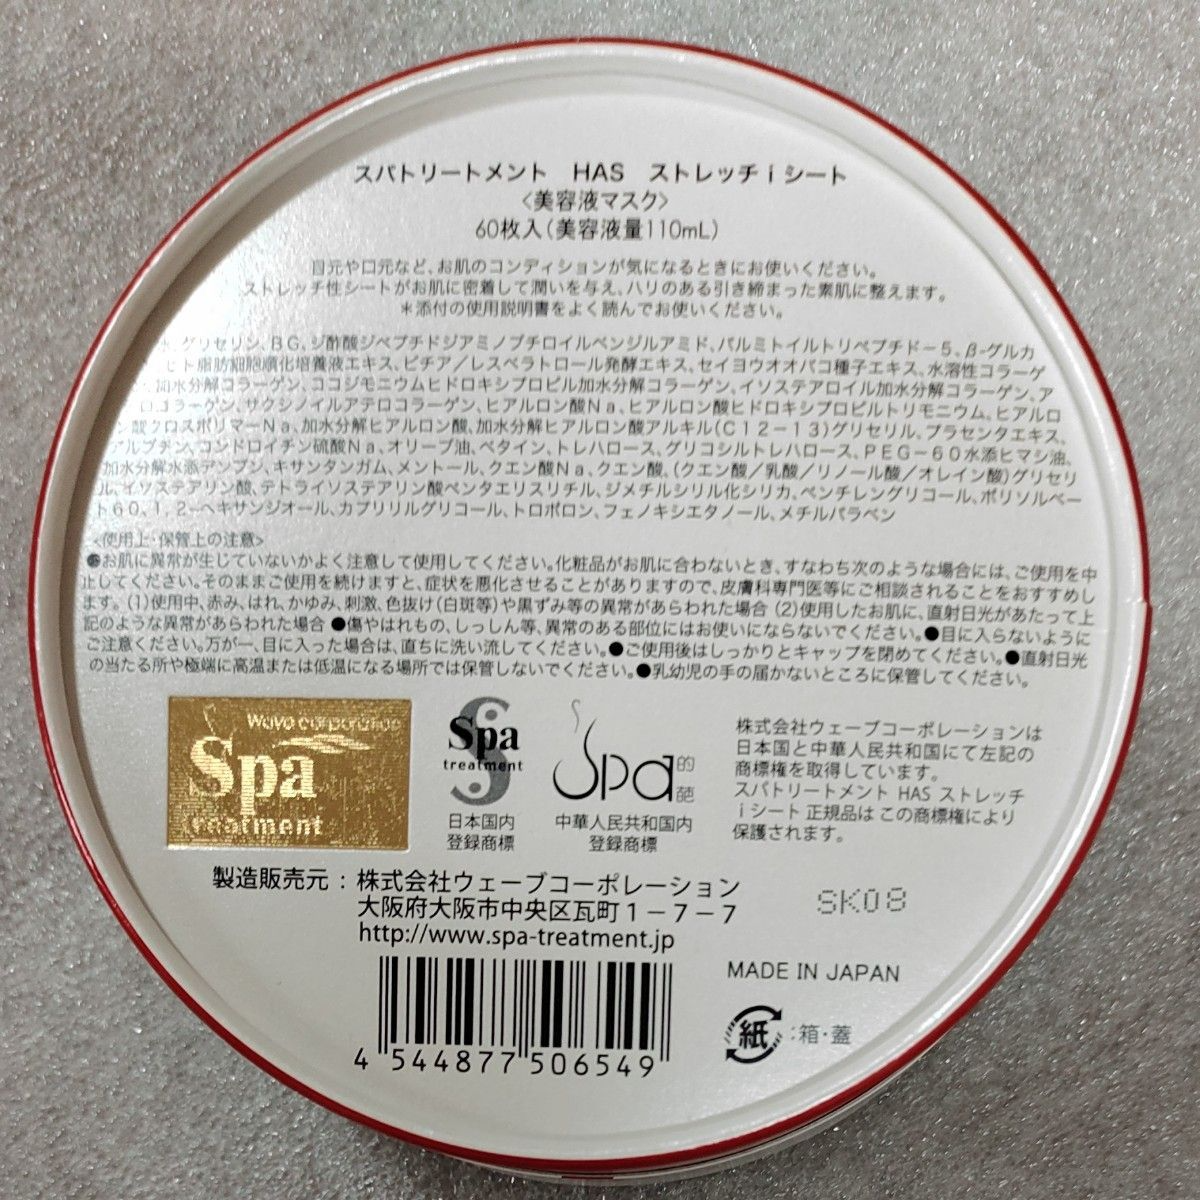 スパトリートメント　HAS　ストレッチiシート
〈美容液マスク〉
60枚入（美容液量110mL）
目元や口元など、お肌のコンディションが気になるときにお使いください。
ストレッチ性シートがお肌に密着して潤いを与え、ハリのある引き締まった素肌に整えます。
＊添付の使用説明書をよく読んでお使いください。
グリセリン、BG、ジ酢酸ジペプチドジアミノブチロイルベンジルアミド、パルミトイルトリペプチド－5、β-グルカ
ヒト脂肪細胞順化培養液エキス、ピチア／レスベラトロール発酵エキス、セイヨウオオバコ種子エキス、水溶性コラーゲ
加水分解コラーゲン、ココジモニウムヒドロキシプロピル加水分解コラーゲン、イソステアロイル加水分解コラーゲン、ア
ロコラーゲン、サクシノイルアテロコラーゲン、ヒアルロン酸Na、ヒアルロン酸ヒドロキシプロピルトリモニウム、ヒアルロ
ン酸クロスポリマーNa、加水分解ヒアルロン酸、加水分解ヒアルロン酸アルキル（C12－13）グリセリル、プラセンタエキス、
アルブチン、コンドロイチン硫酸Na、オリーブ油、ベタイン、トレハロース、グリコシルトレハロース、PEG－60水添ヒマシ油、
加水分解水添デンプン、キサンタンガム、メントール、クエン酸Na、クエン酸、（クエン酸／乳酸／リノール酸／オレイン酸）グリセリ
ル、イソステアリン酸、テトライソステアリン酸ペンタエリスリチル、ジメチルシリル化シリカ、ペンチレングリコール、ポリソルベー
ト60、1，2－ヘキサンジオール、カプリリルグリコール、トロポロン、フェノキシエタノール、メチルパラベン
〈使用上・保管上の注意〉
●お肌に異常が生じていないかよく注意して使用してください。化粧品がお肌に合わないとき、すなわち次のような場合には、ご使用を中
止してください。そのままご使用を続けますと、症状を悪化させることがありますので、皮膚科専門医等にご相談されることをおすすめし
ます。（1）使用中、赤み、はれ、かゆみ、刺激、色抜け（白斑等）や黒ずみ等の異常があらわれた場合（2）使用したお肌に、直射日光があたって上
記のような異常があらわれた場合 ●傷やはれもの、しっしん等、異常のある部位にはお使いにならないでください。●目に入らないように
ご注意ください。万が一、目に入った場合は、直ちに洗い流してください。●ご使用後はしっかりとキャップを閉めてください。●直射日光
の当たる所や極端に高温または低温になる場所では保管しないでください。●乳幼児の手の届かないところに保管してください。
Wave corporation
Spa
treatment
Spa
treatment
日本国内
登録商標
Spa的
葩
中華人民共和国内
登録商標
株式会社ウェーブコーポレーションは
日本国と中華人民共和国にて左記の
商標権を取得しています。
スパトリートメント HAS ストレッチ
iシート 正規品は この商標権により
保護されます。
製造販売元：株式会社ウェーブコーポレーション
大阪府大阪市中央区瓦町1－7－7
http://www.spa-treatment.jp
SK08
MADE IN JAPAN
紙：箱・蓋
4 544877 506549